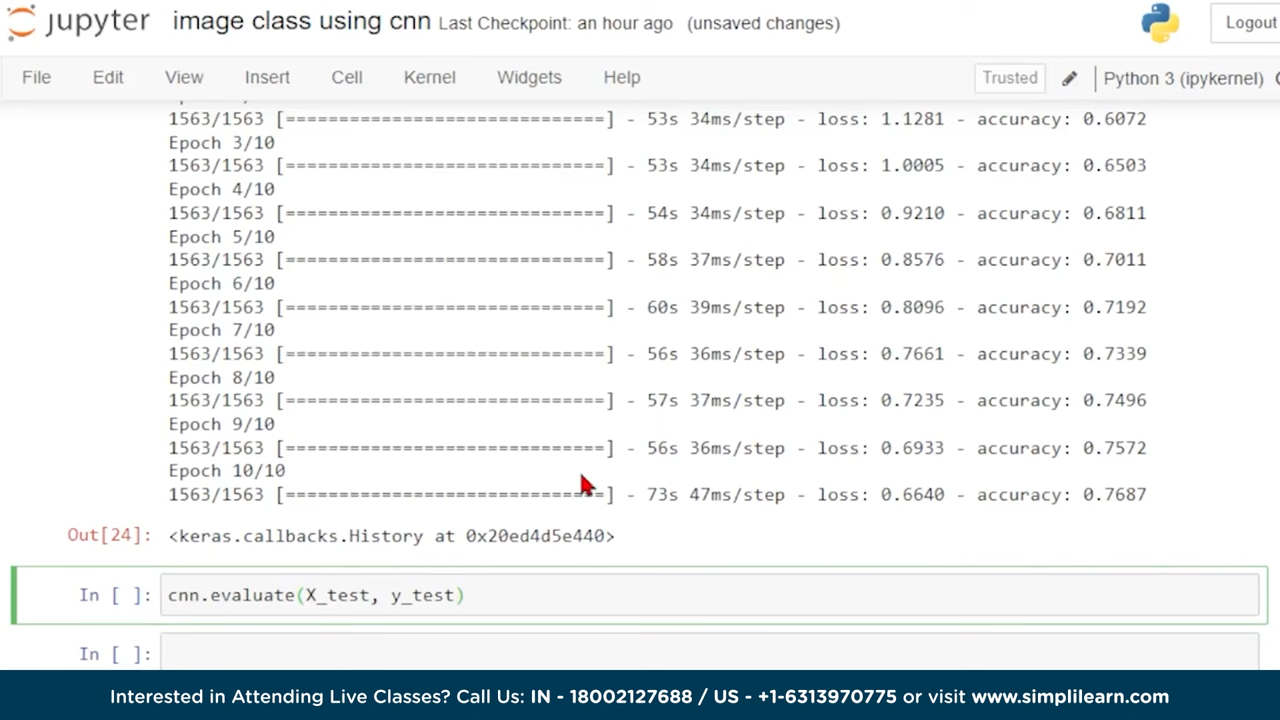 jupyter image class using cnn Last Checkpoint: an hour ago (unsaved changes) Logout
File Edit View Insert Cell Kernel Widgets Help Trusted Python 3 (ipykernel)
1563/1563 [==============================] - 53s 34ms/step - loss: 1.1281 - accuracy: 0.6072
Epoch 3/10
1563/1563 [==============================] - 53s 34ms/step - loss: 1.0005 - accuracy: 0.6503
Epoch 4/10
1563/1563 [==============================] - 54s 34ms/step - loss: 0.9210 - accuracy: 0.6811
Epoch 5/10
1563/1563 [==============================] - 58s 37ms/step - loss: 0.8576 - accuracy: 0.7011
Epoch 6/10
1563/1563 [==============================] - 60s 39ms/step - loss: 0.8096 - accuracy: 0.7192
Epoch 7/10
1563/1563 [==============================] - 56s 36ms/step - loss: 0.7661 - accuracy: 0.7339
Epoch 8/10
1563/1563 [==============================] - 57s 37ms/step - loss: 0.7235 - accuracy: 0.7496
Epoch 9/10
1563/1563 [==============================] - 56s 36ms/step - loss: 0.6933 - accuracy: 0.7572
Epoch 10/10
1563/1563 [==============================] - 73s 47ms/step - loss: 0.6640 - accuracy: 0.7687
Out[24]: <keras.callbacks.History at 0x20ed4d5e440>
In [ ]: cnn.evaluate(X_test, y_test)
In [ ]:
Interested in Attending Live Classes? Call Us: IN - 18002127688 / US - +1-6313970775 or visit www.simplilearn.com